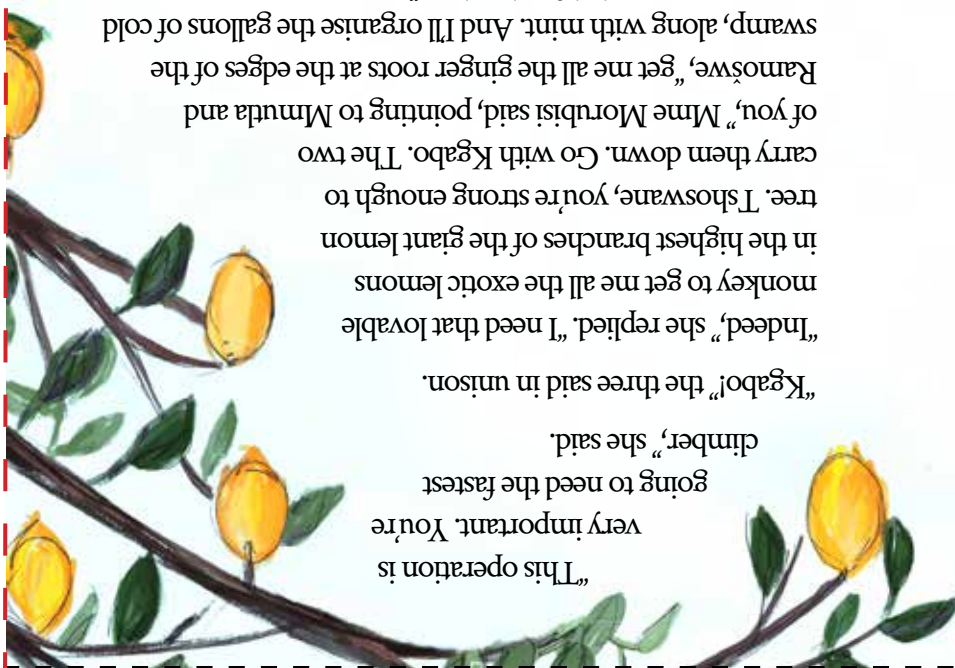 "This operation is
very important. You're
going to need the fastest
climber," she said.
"Kgabo!" the three said in unison.
"Indeed," she replied. "I need that lovable
monkey to get me all the exotic lemons
in the highest branches of the giant lemon
tree. Tshoswane, you're strong enough to
carry them down. Go with Kgabo. The two
of you," Mme Morubisi said, pointing to Mmutla and
Ramošwe, "get me all the ginger roots at the edges of the
swamp, along with mint. And I'll organise the gallons of cold